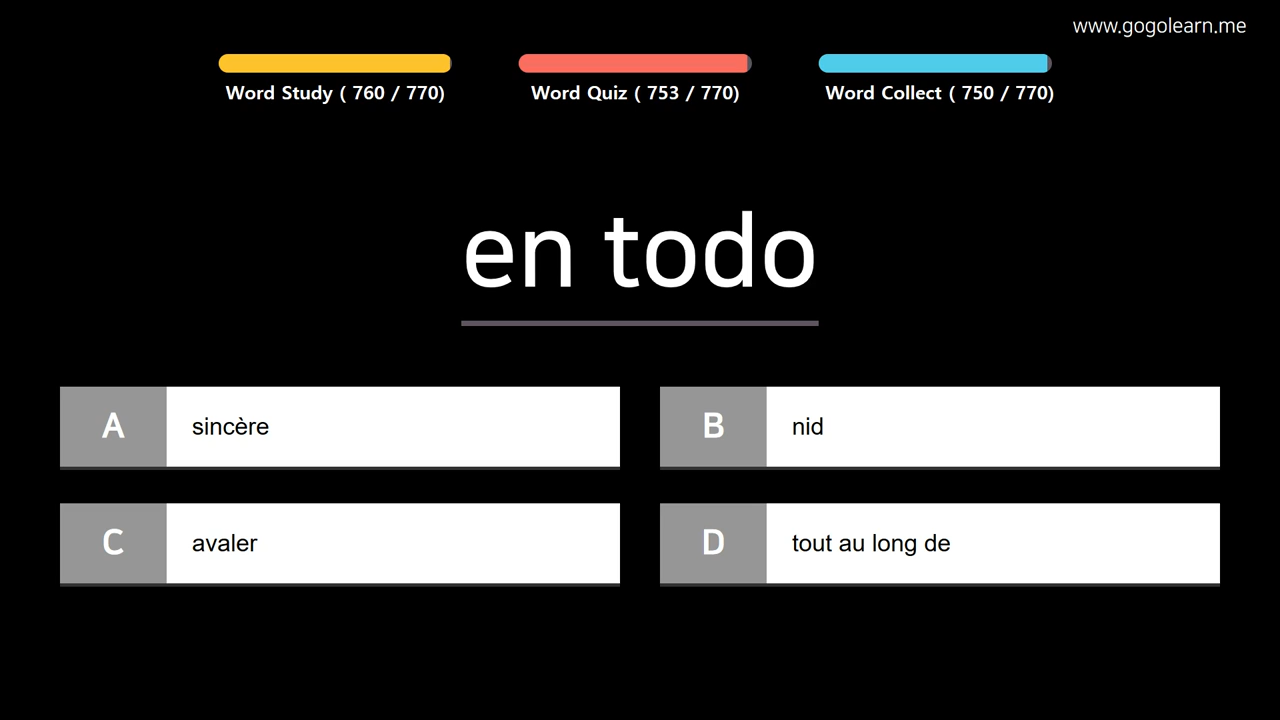 www.gogolearn.me
Word Study ( 760 / 770)
Word Quiz ( 753 / 770)
Word Collect ( 750 / 770)
en todo
A sincère
B nid
C avaler
D tout au long de